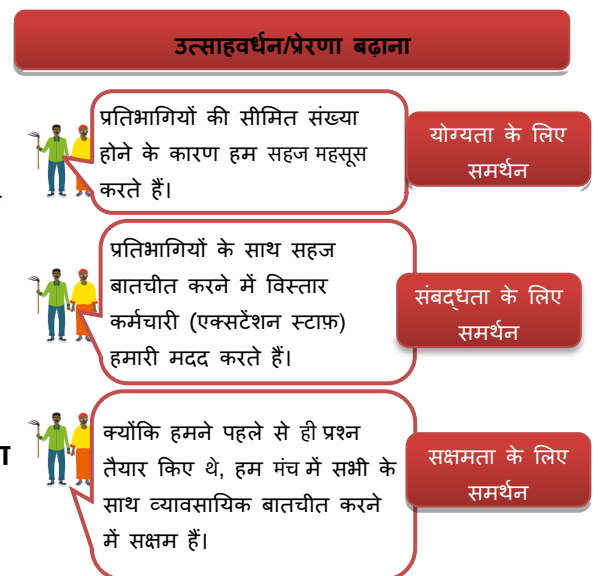 उत्साहवर्धन/प्रेरणा बढ़ाना
प्रतिभागियों की सीमित संख्या
होने के कारण हम सहज महसूस
करते हैं।
योग्यता के लिए
समर्थन
प्रतिभागियों के साथ सहज
बातचीत करने में विस्तार
कर्मचारी (एक्सटेंशन स्टाफ़)
हमारी मदद करते हैं।
संबद्धता के लिए
समर्थन
क्योंकि हमने पहले से ही प्रश्न
तैयार किए थे, हम मंच में सभी के
साथ व्यावसायिक बातचीत करने
में सक्षम हैं।
सक्षमता के लिए
समर्थन